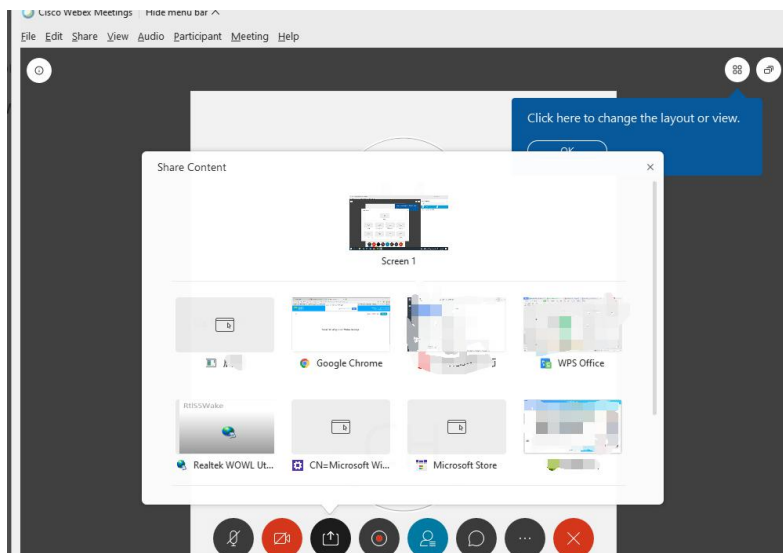 Cisco Webex Meetings Hide menu bar
File Edit Share View Audio Participant Meeting Help
Click here to change the layout or view.
OK
Share Content
Screen 1
Google Chrome
WPS Office
RtlSSWake
Realtek WOWL Ut...
CN=Microsoft Wi...
Microsoft Store